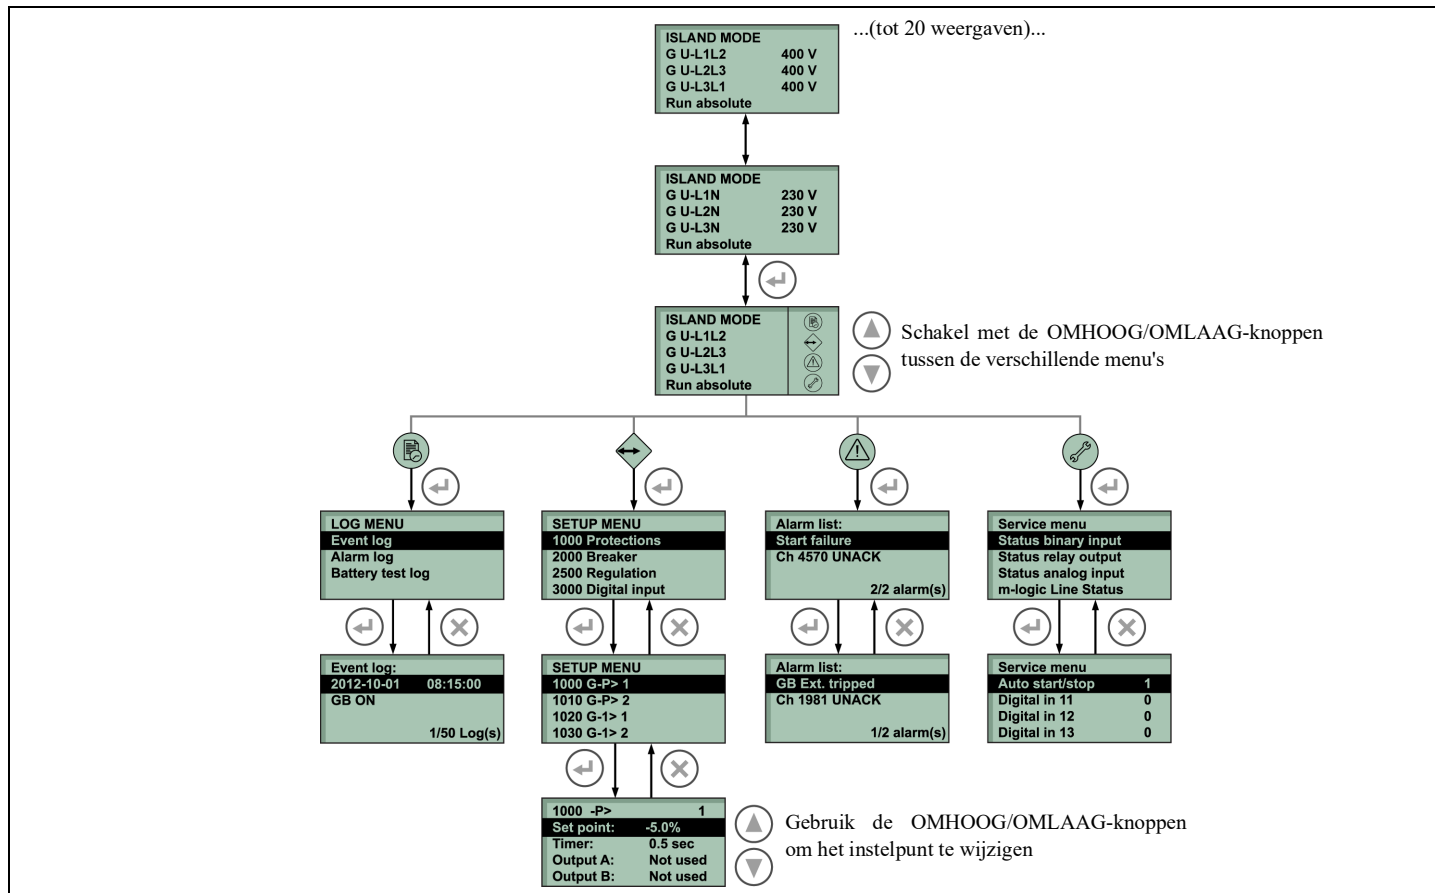 ...(tot 20 weergaven)...
ISLAND MODE
G U-L1L2 400 V
G U-L2L3 400 V
G U-L3L1 400 V
Run absolute
ISLAND MODE
G U-L1N 230 V
G U-L2N 230 V
G U-L3N 230 V
Run absolute
ISLAND MODE
G U-L1L2
G U-L2L3
G U-L3L1
Run absolute
Schakel met de OMHOOG/OMLAAG-knoppen
tussen de verschillende menu's
LOG MENU
Event log
Alarm log
Battery test log
SETUP MENU
1000 Protections
2000 Breaker
2500 Regulation
3000 Digital input
Alarm list:
Start failure
Ch 4570 UNACK
2/2 alarm(s)
Service menu
Status binary input
Status relay output
Status analog input
m-logic Line Status
Event log:
2012-10-01 08:15:00
GB ON
1/50 Log(s)
SETUP MENU
1000 G-P> 1
1010 G-P> 2
1020 G-1> 1
1030 G-1> 2
Alarm list:
GB Ext. tripped
Ch 1981 UNACK
1/2 alarm(s)
Service menu
Auto start/stop 1
Digital in 11 0
Digital in 12 0
Digital in 13 0
1000 -P> 1
Set point: -5.0%
Timer: 0.5 sec
Output A: Not used
Output B: Not used
Gebruik de OMHOOG/OMLAAG-knoppen
om het instelpunt te wijzigen